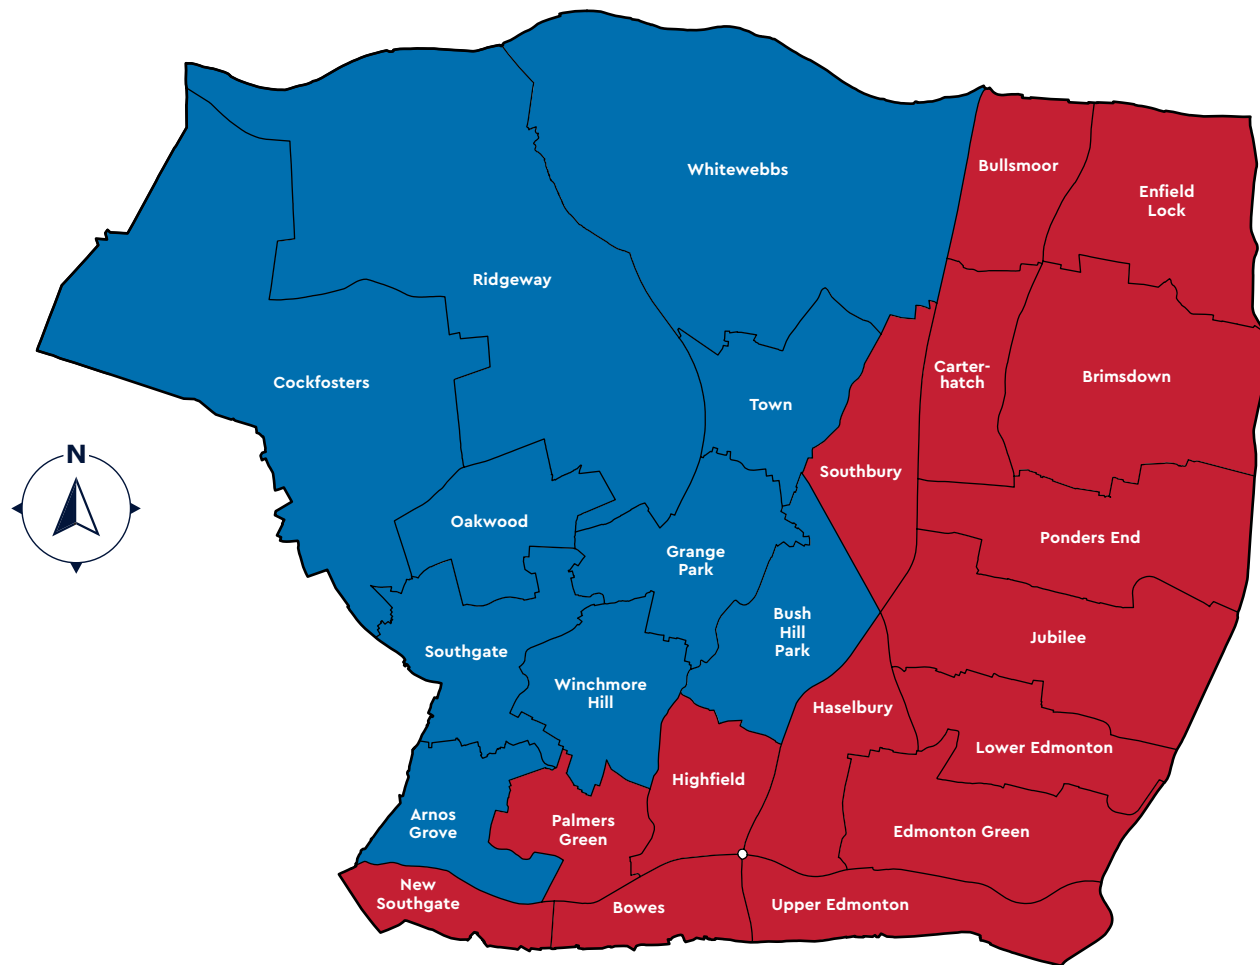 Whitewebbs
Bullsmoor
Enfield
Lock
Ridgeway
Cockfosters
Carter-
hatch
Brimsdown
Town
Southbury
Oakwood
Ponders End
Grange
Park
Bush
Hill
Park
Jubilee
Southgate
Winchmore
Hill
Haselbury
Lower Edmonton
Highfield
Arnos
Grove
Palmers
Green
Edmonton Green
New
Southgate
Bowes
Upper Edmonton
N